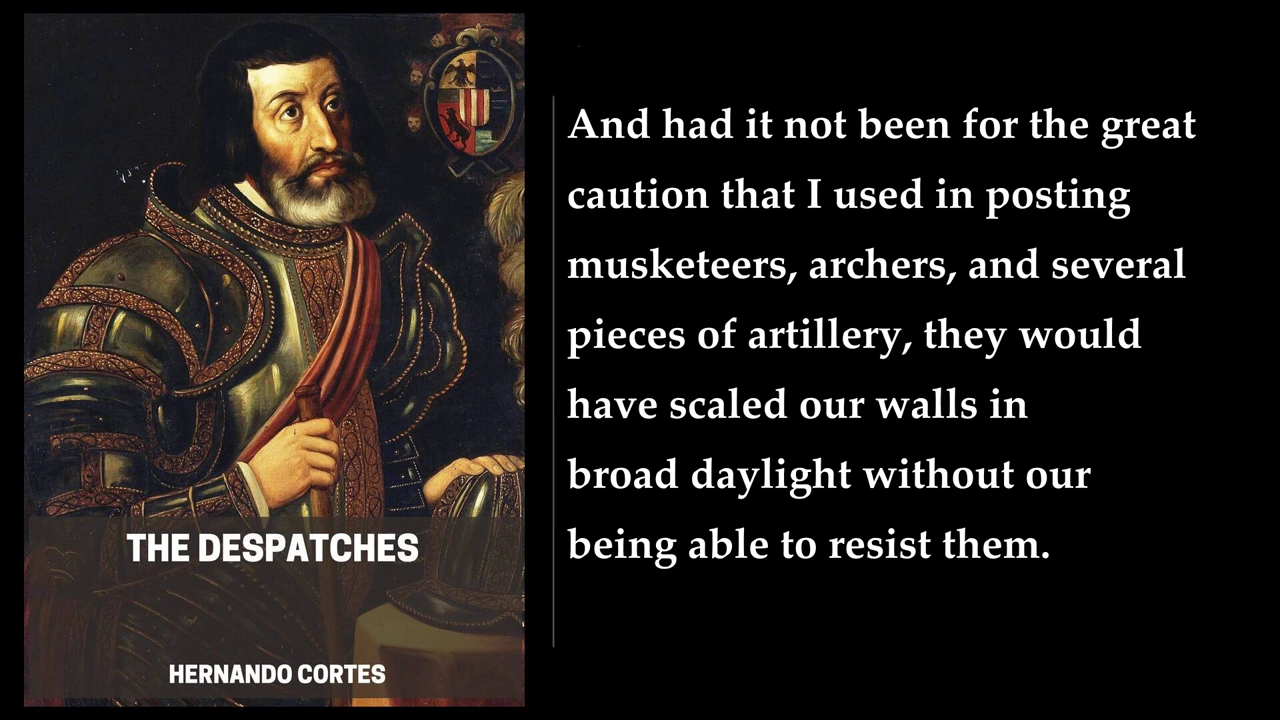 THE DESPATCHES
HERNANDO CORTES
And had it not been for the great
caution that I used in posting
musketeers, archers, and several
pieces of artillery, they would
have scaled our walls in
broad daylight without our
being able to resist them.